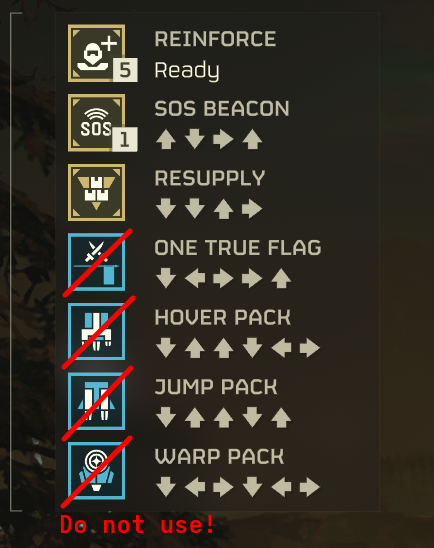 REINFORCE
5
Ready
SOS BEACON
SOS
1
⬆⬇➡⬆
RESUPPLY
⬇⬇⬆➡
ONE TRUE FLAG
⬇⬅➡➡⬆
HOVER PACK
⬇⬆⬆⬇⬅➡
JUMP PACK
⬇⬆⬆⬇⬆
WARP PACK
⬇⬅➡⬇⬅➡
Do not use!